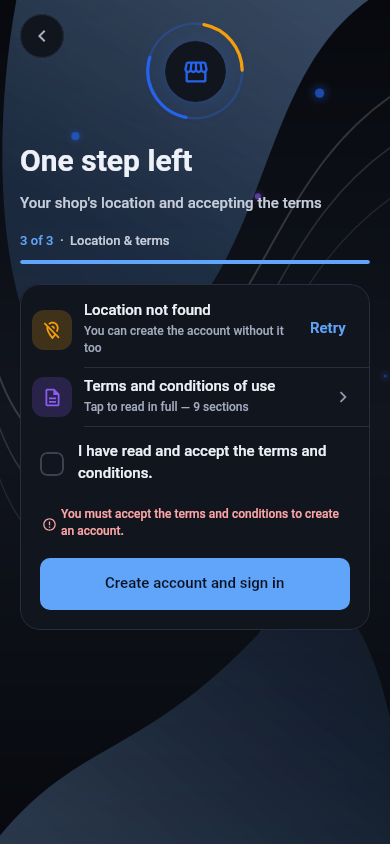 One step left
Your shop's location and accepting the terms
3 of 3 · Location & terms
Location not found
You can create the account without it
too
Retry
Terms and conditions of use
Tap to read in full — 9 sections
I have read and accept the terms and
conditions.
You must accept the terms and conditions to create
an account.
Create account and sign in